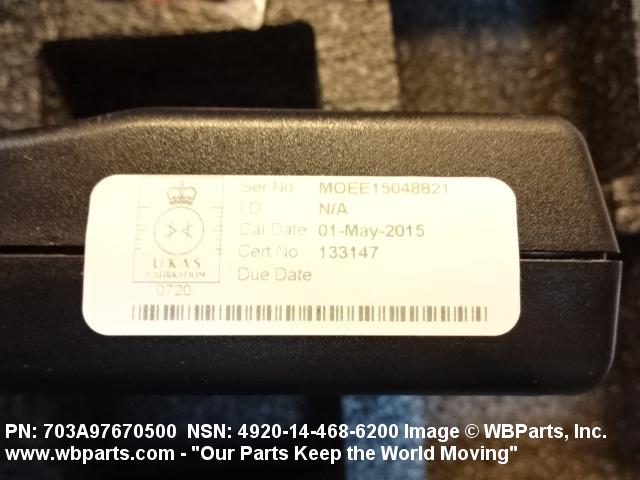 Ser No MOEE15048821
I.D N/A
Cal Date 01-May-2015
Cert No 133147
Due Date
UKAS
CALIBRATION
0720
PN: 703A97670500 NSN: 4920-14-468-6200 Image © WBParts, Inc.
www.wbparts.com - "Our Parts Keep the World Moving"